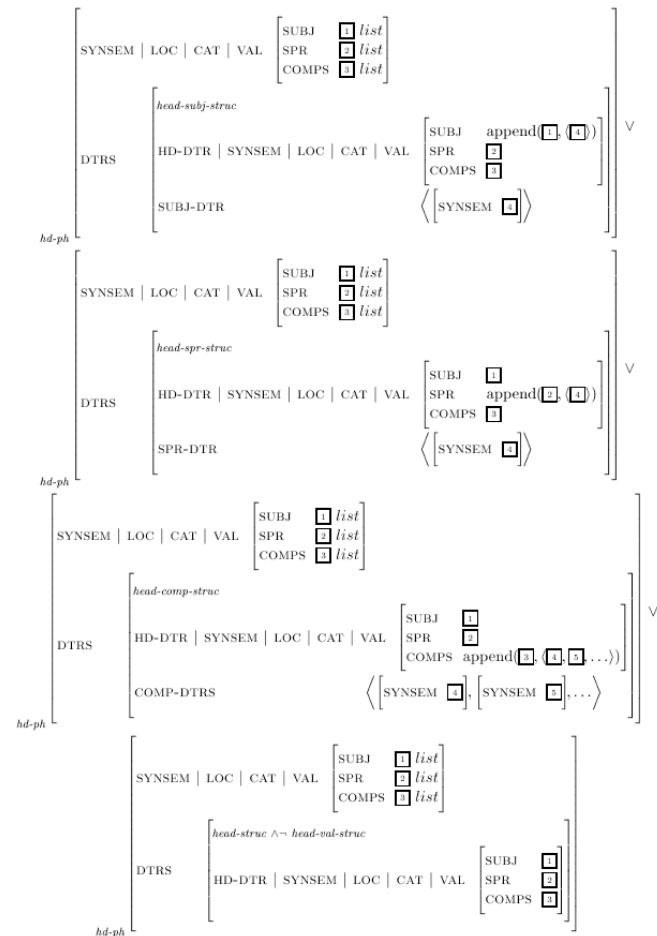 SYNSEM | LOC | CAT | VAL
SUBJ 1 list
SPR 2 list
COMPS 3 list
head-subj-struc
DTRS
HD-DTR | SYNSEM | LOC | CAT | VAL
SUBJ append(1, ⟨4⟩)
SPR 2
COMPS 3
SUBJ-DTR ⟨[SYNSEM 4]⟩
hd-ph
∨
SYNSEM | LOC | CAT | VAL
SUBJ 1 list
SPR 2 list
COMPS 3 list
head-spr-struc
DTRS
HD-DTR | SYNSEM | LOC | CAT | VAL
SUBJ 1
SPR append(2, ⟨4⟩)
COMPS 3
SPR-DTR ⟨[SYNSEM 4]⟩
hd-ph
∨
SYNSEM | LOC | CAT | VAL
SUBJ 1 list
SPR 2 list
COMPS 3 list
head-comp-struc
DTRS
HD-DTR | SYNSEM | LOC | CAT | VAL
SUBJ 1
SPR 2
COMPS append(3, ⟨4, 5, ...⟩)
COMP-DTRS ⟨[SYNSEM 4], [SYNSEM 5], ...⟩
hd-ph
∨
SYNSEM | LOC | CAT | VAL
SUBJ 1 list
SPR 2 list
COMPS 3 list
head-struc ∧¬ head-val-struc
DTRS
HD-DTR | SYNSEM | LOC | CAT | VAL
SUBJ 1
SPR 2
COMPS 3
hd-ph